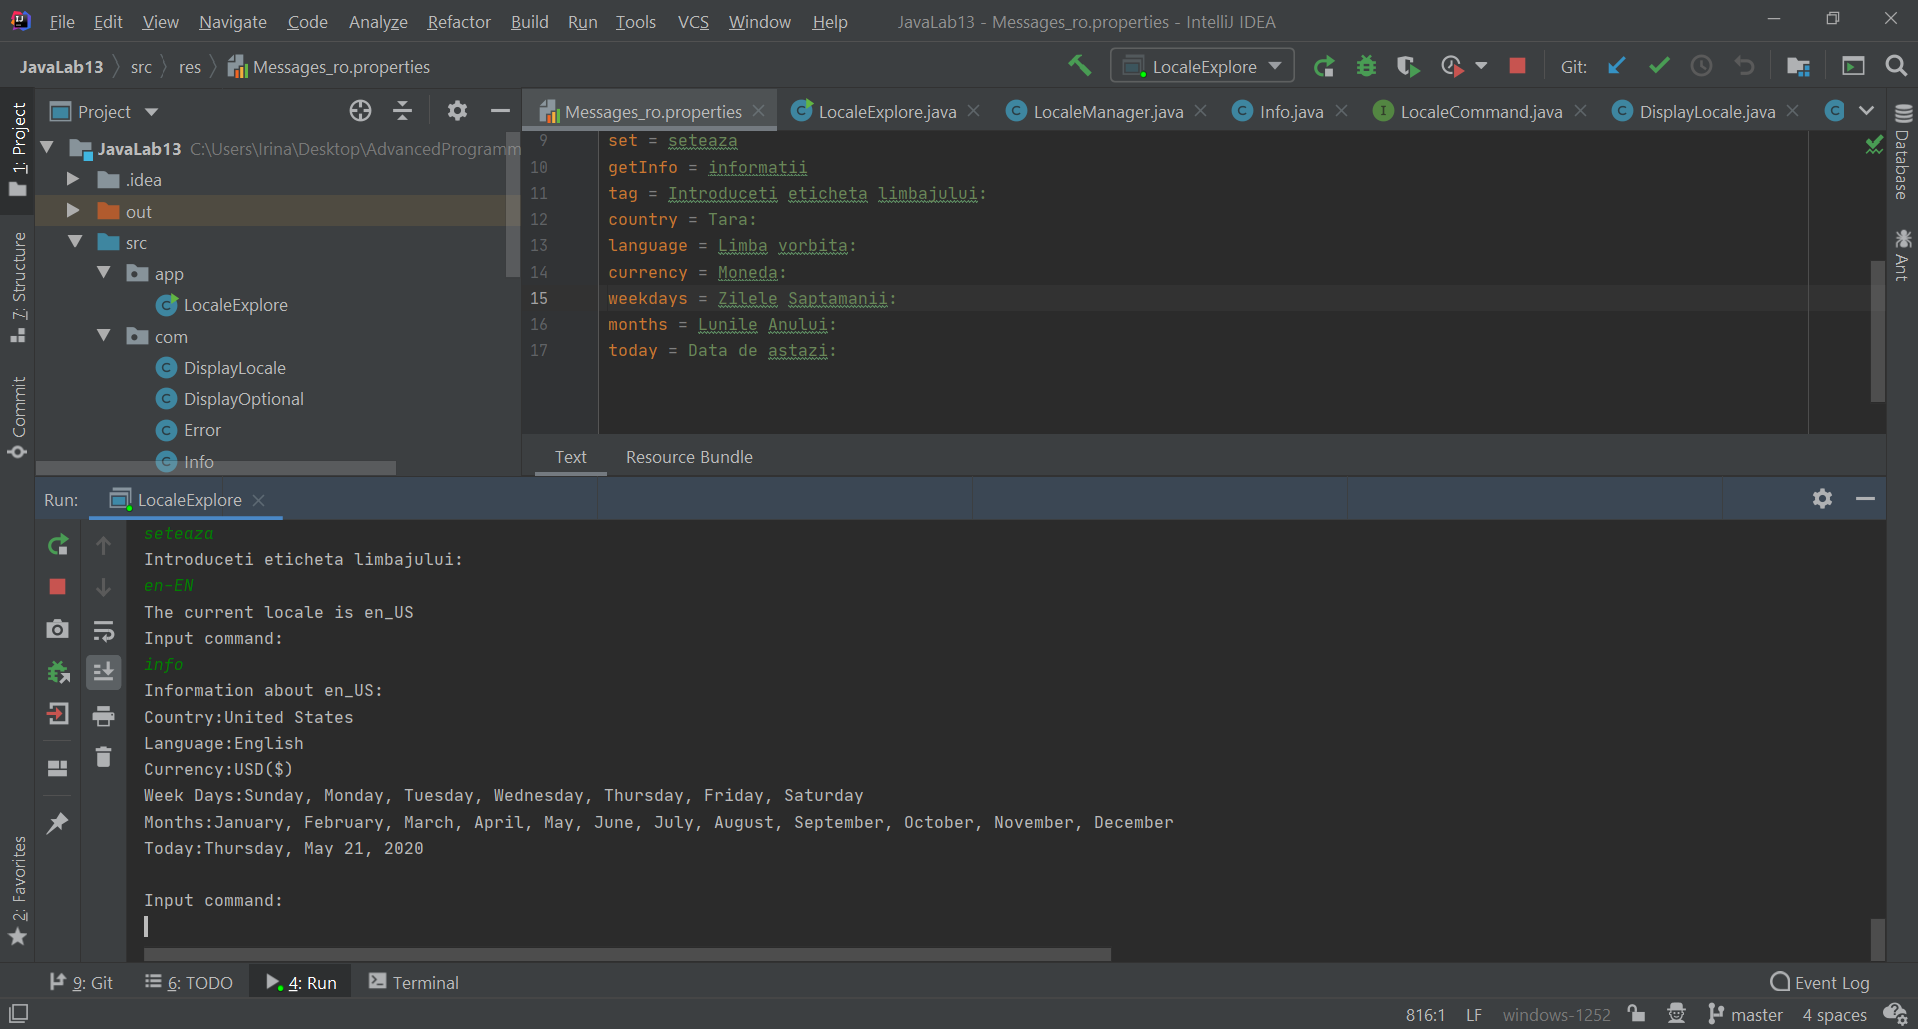 File Edit View Navigate Code Analyze Refactor Build Run Tools VCS Window Help JavaLab13 - Messages_ro.properties - IntelliJ IDEA
JavaLab13 src res Messages_ro.properties LocaleExplore Git:
Project Messages_ro.properties LocaleExplore.java LocaleManager.java Info.java LocaleCommand.java DisplayLocale.java
1: Project
7: Structure
Commit
2: Favorites
JavaLab13 C:\Users\Irina\Desktop\AdvancedProgramm
.idea
out
src
app
LocaleExplore
com
DisplayLocale
DisplayOptional
Error
Info
9 set = seteaza
10 getInfo = informatii
11 tag = Introduceti eticheta limbajului:
12 country = Tara:
13 language = Limba vorbita:
14 currency = Moneda:
15 weekdays = Zilele Saptamanii:
16 months = Lunile Anului:
17 today = Data de astazi:
Text Resource Bundle
Database
Ant
Run: LocaleExplore
seteaza
Introduceti eticheta limbajului:
en-EN
The current locale is en_US
Input command:
info
Information about en_US:
Country:United States
Language:English
Currency:USD($)
Week Days:Sunday, Monday, Tuesday, Wednesday, Thursday, Friday, Saturday
Months:January, February, March, April, May, June, July, August, September, October, November, December
Today:Thursday, May 21, 2020
Input command:
9: Git 6: TODO 4: Run Terminal Event Log
816:1 LF windows-1252 master 4 spaces